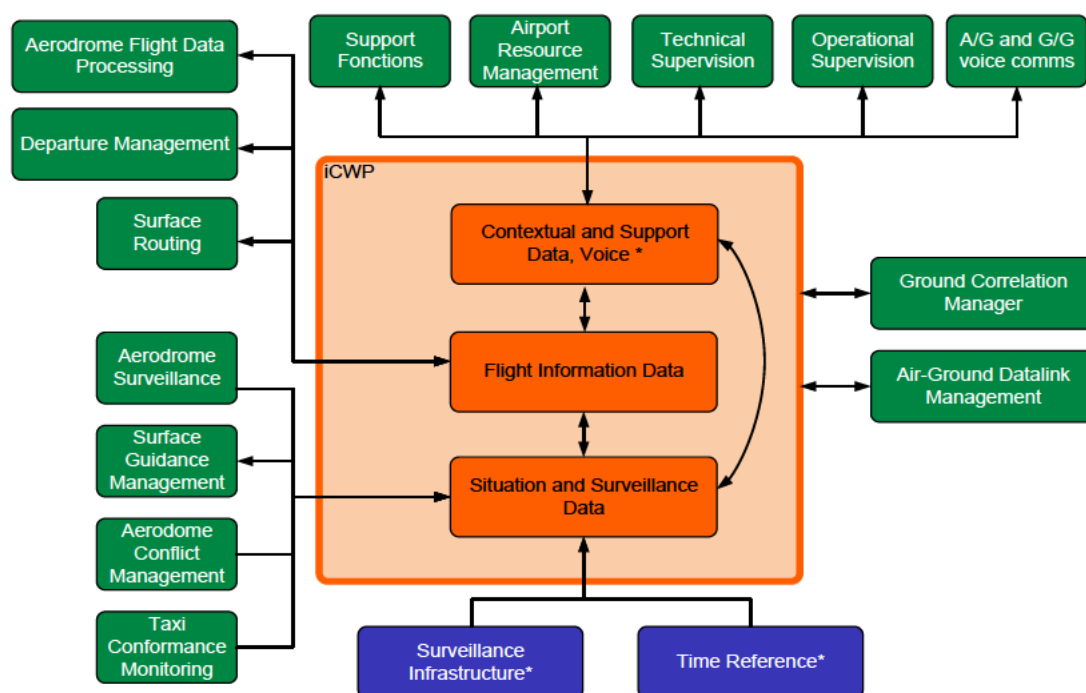 Aerodrome Flight Data
Processing
Departure Management
Surface
Routing
Aerodrome
Surveillance
Surface
Guidance
Management
Aerodome
Conflict
Management
Taxi
Conformance
Monitoring
Support
Fonctions
Airport
Resource
Management
Technical
Supervision
Operational
Supervision
A/G and G/G
voice comms
iCWP
Contextual and Support
Data, Voice *
Flight Information Data
Situation and Surveillance
Data
Ground Correlation
Manager
Air-Ground Datalink
Management
Surveillance
Infrastructure*
Time Reference*